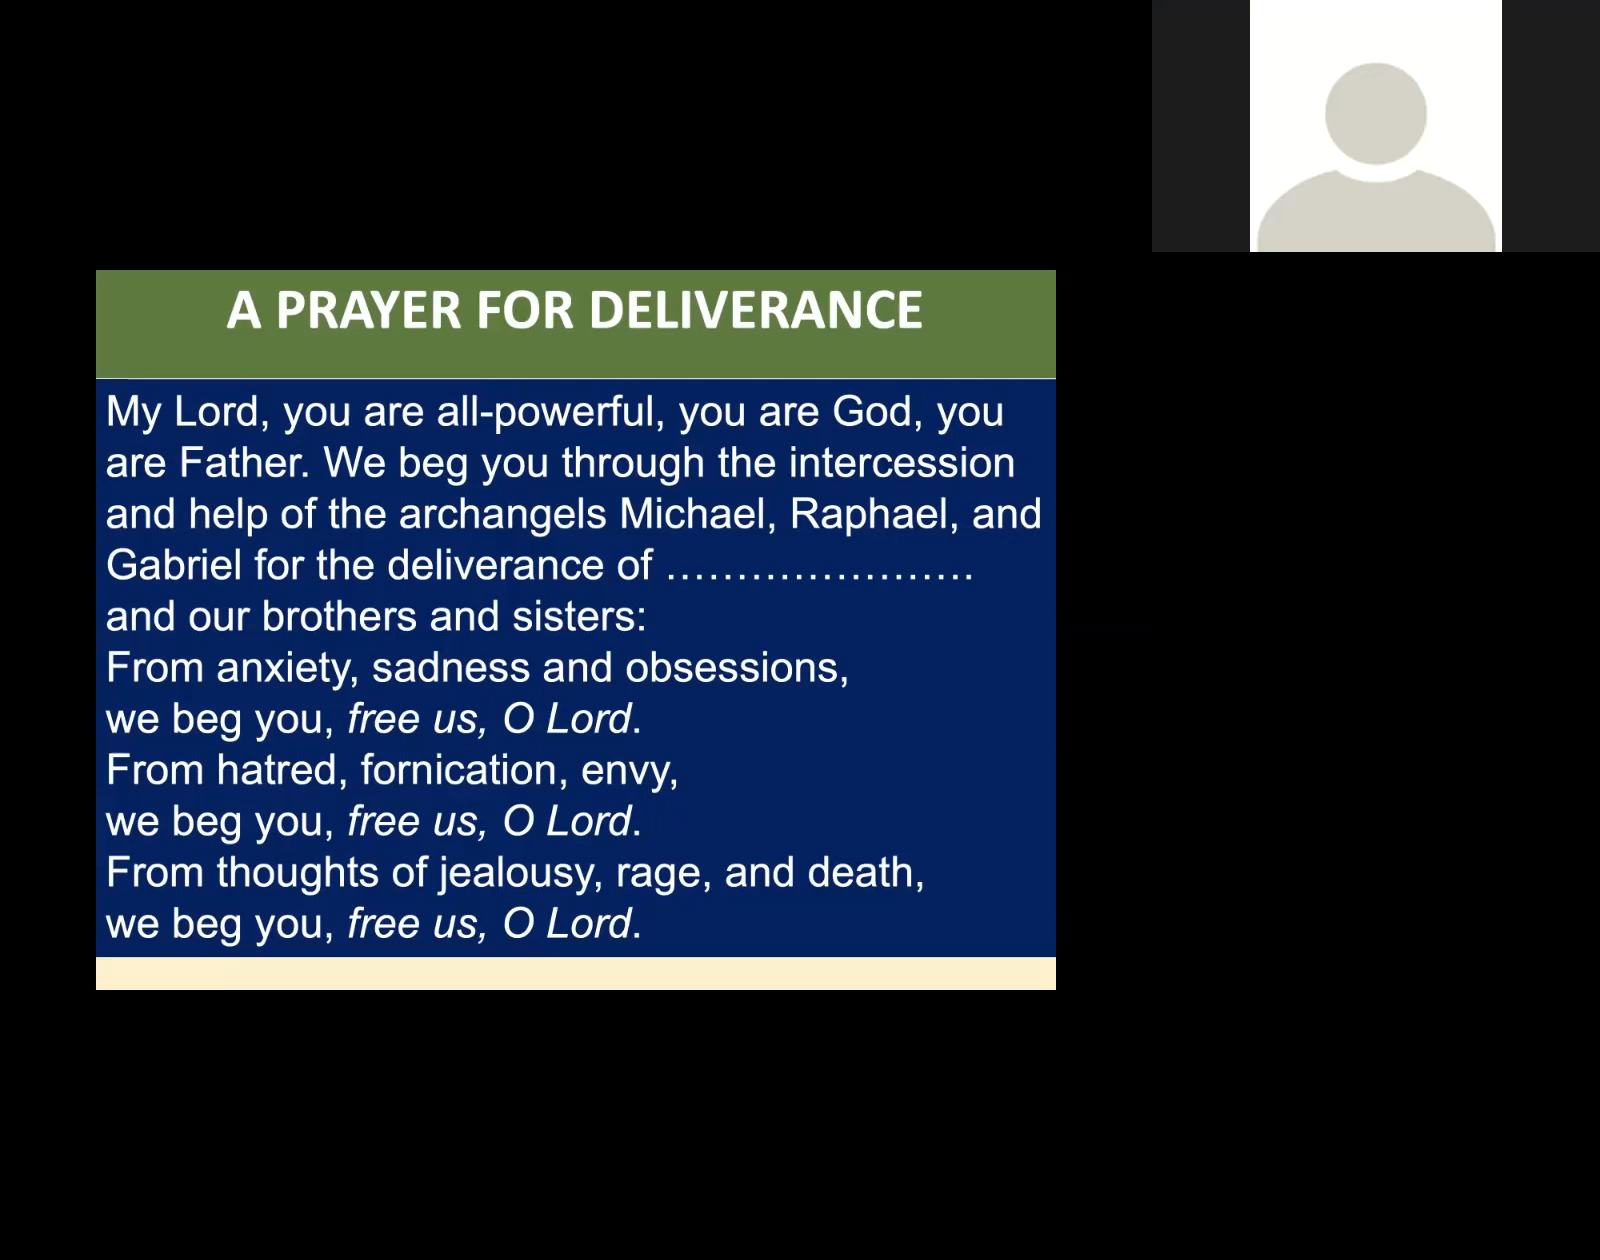 A PRAYER FOR DELIVERANCE
My Lord, you are all-powerful, you are God, you
are Father. We beg you through the intercession
and help of the archangels Michael, Raphael, and
Gabriel for the deliverance of ......................
and our brothers and sisters:
From anxiety, sadness and obsessions,
we beg you, free us, O Lord.
From hatred, fornication, envy,
we beg you, free us, O Lord.
From thoughts of jealousy, rage, and death,
we beg you, free us, O Lord.